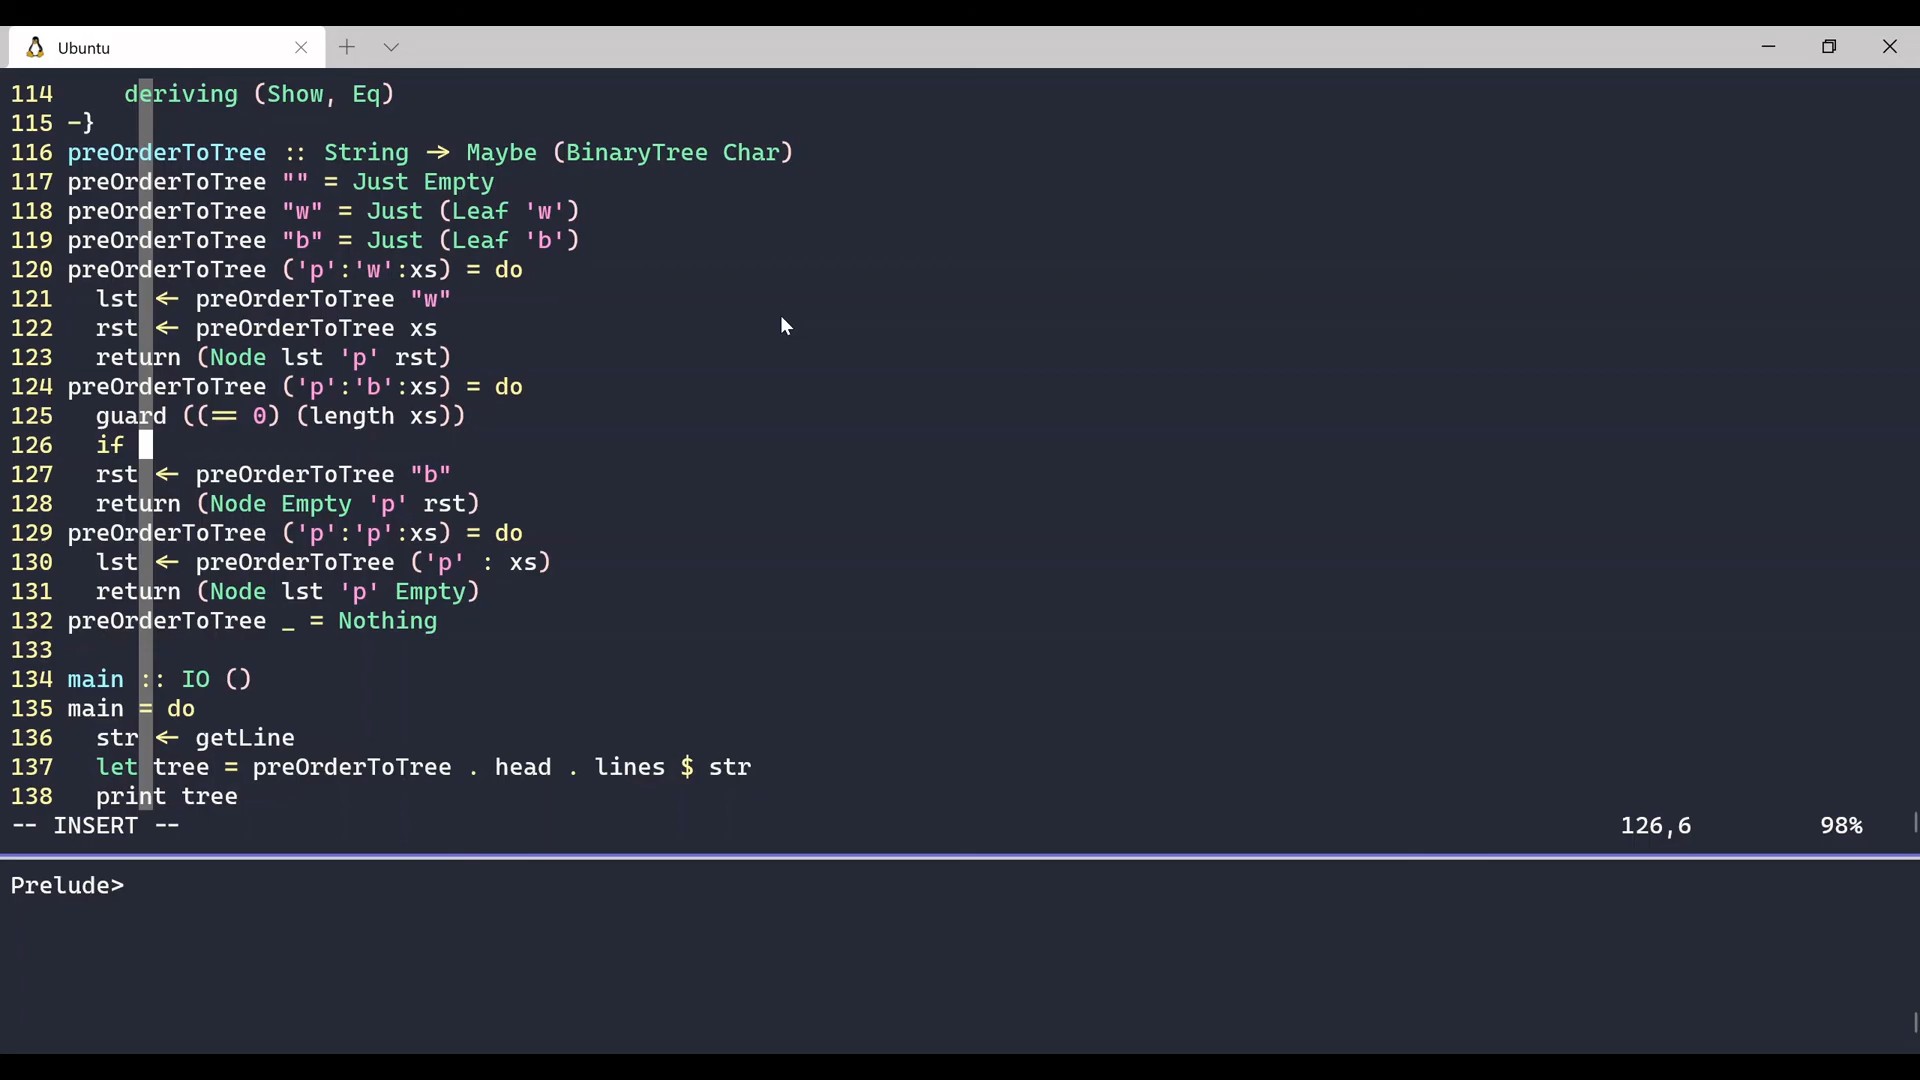 Ubuntu
114     deriving (Show, Eq)
115 -}
116 preOrderToTree :: String -> Maybe (BinaryTree Char)
117 preOrderToTree "" = Just Empty
118 preOrderToTree "w" = Just (Leaf 'w')
119 preOrderToTree "b" = Just (Leaf 'b')
120 preOrderToTree ('p':'w':xs) = do
121   lst <- preOrderToTree "w"
122   rst <- preOrderToTree xs
123   return (Node lst 'p' rst)
124 preOrderToTree ('p':'b':xs) = do
125   guard ((== 0) (length xs))
126   if
127   rst <- preOrderToTree "b"
128   return (Node Empty 'p' rst)
129 preOrderToTree ('p':'p':xs) = do
130   lst <- preOrderToTree ('p' : xs)
131   return (Node lst 'p' Empty)
132 preOrderToTree _ = Nothing
133
134 main :: IO ()
135 main = do
136   str <- getLine
137   let tree = preOrderToTree . head . lines $ str
138   print tree
-- INSERT -- 126,6 98%
Prelude>